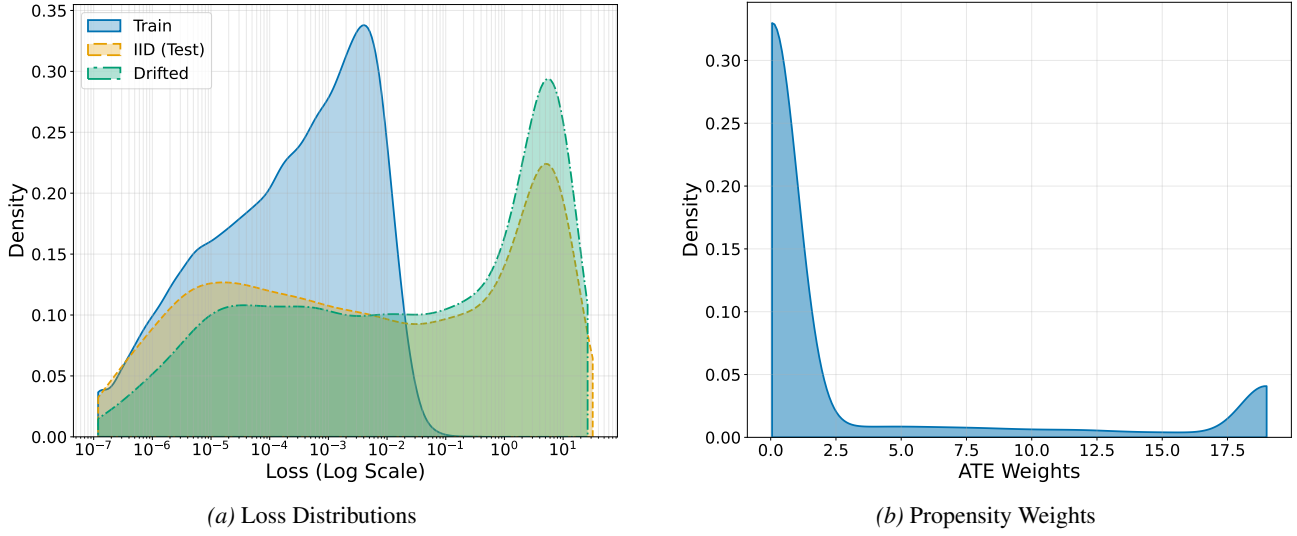 Train
IID (Test)
Drifted
0.35
0.30
0.25
0.20
0.15
0.10
0.05
0.00
Density
10⁻⁷ 10⁻⁶ 10⁻⁵ 10⁻⁴ 10⁻³ 10⁻² 10⁻¹ 10⁰ 10¹
Loss (Log Scale)
(a) Loss Distributions
0.30
0.25
0.20
0.15
0.10
0.05
0.00
Density
0.0 2.5 5.0 7.5 10.0 12.5 15.0 17.5
ATE Weights
(b) Propensity Weights